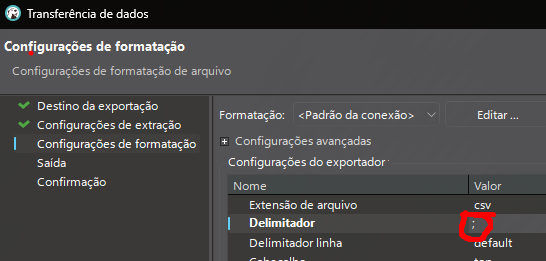 Transferência de dados
Configurações de formatação
Configurações de formatação de arquivo
Destino da exportação
Configurações de extração
Configurações de formatação
Saída
Confirmação
Formatação: <Padrão da conexão> Editar ...
Configurações avançadas
Configurações do exportador
Nome Valor
Extensão de arquivo csv
Delimitador ;
Delimitador linha default